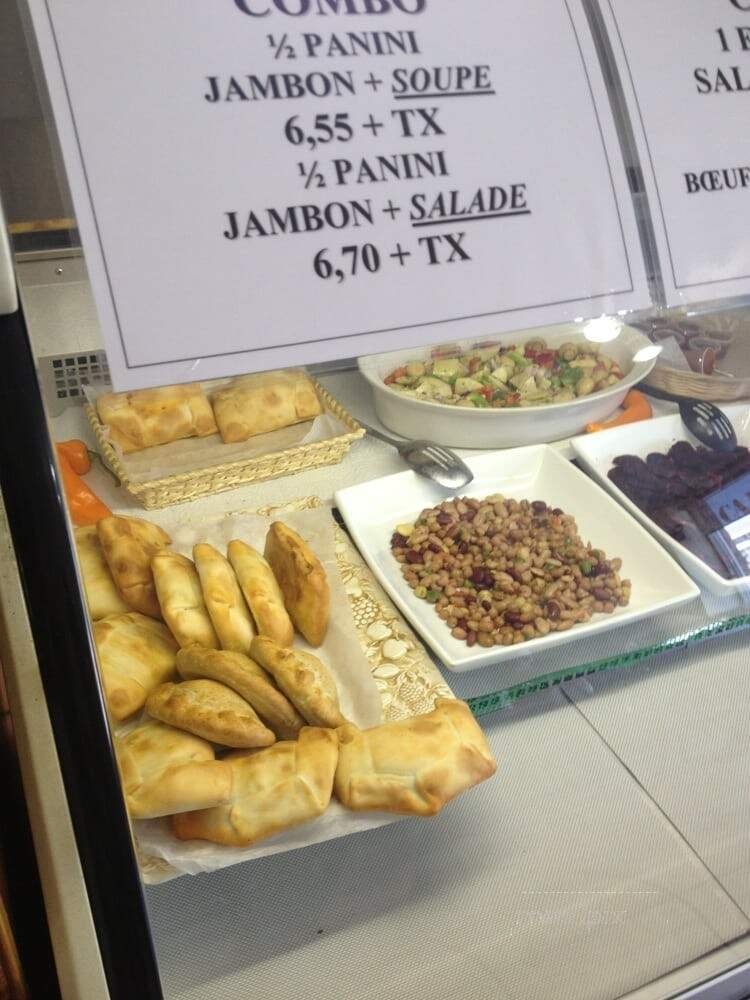 COMBO
½ PANINI
JAMBON + SOUPE
6,55 + TX
½ PANINI
JAMBON + SALADE
6,70 + TX
1
SAL
BŒUF